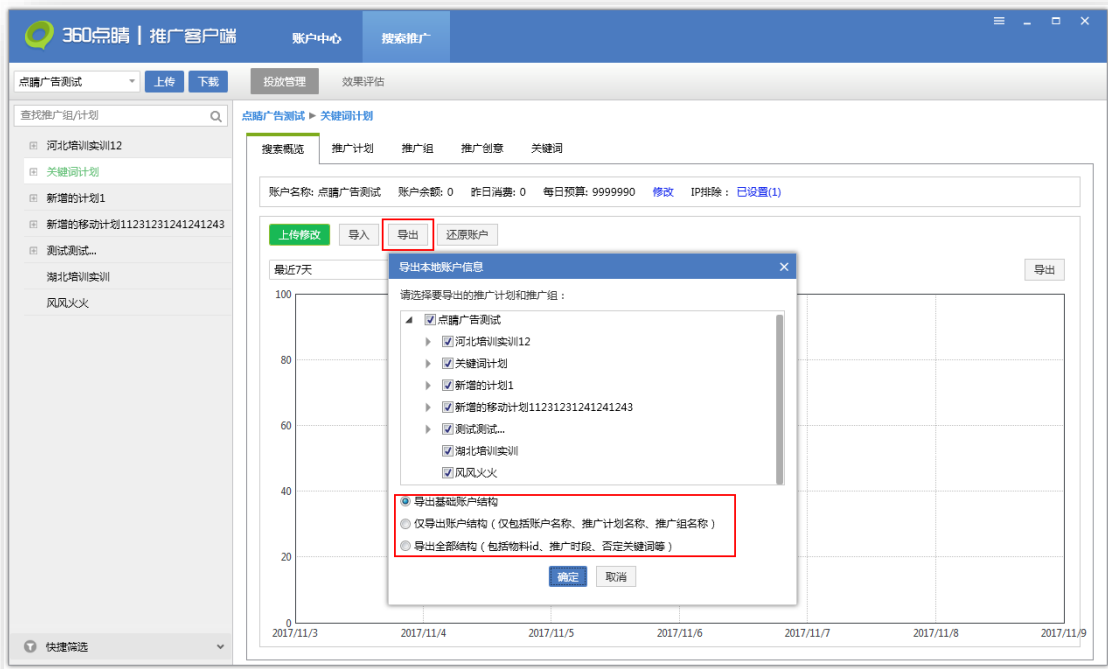 360点睛 | 推广客户端 账户中心 搜索推广
点睛广告测试 上传 下载 投放管理 效果评估
查找推广组/计划
点睛广告测试 ▶ 关键词计划
河北培训实训12
关键词计划
新增的计划1
新增的移动计划11231231241241243
测试测试...
湖北培训实训
风风火火
搜索概览 推广计划 推广组 推广创意 关键词
账户名称: 点睛广告测试 账户余额: 0 昨日消费: 0 每日预算: 9999990 修改 IP排除: 已设置(1)
上传修改 导入 导出 还原账户
最近7天 导出
导出本地账户信息
请选择要导出的推广计划和推广组：
点睛广告测试
河北培训实训12
关键词计划
新增的计划1
新增的移动计划11231231241241243
测试测试...
湖北培训实训
风风火火
导出基础账户结构
仅导出账户结构（仅包括账户名称、推广计划名称、推广组名称）
导出全部结构（包括物料id、推广时段、否定关键词等）
确定 取消
100
80
60
40
20
0
2017/11/3 2017/11/4 2017/11/5 2017/11/6 2017/11/7 2017/11/8 2017/11/9
快捷筛选